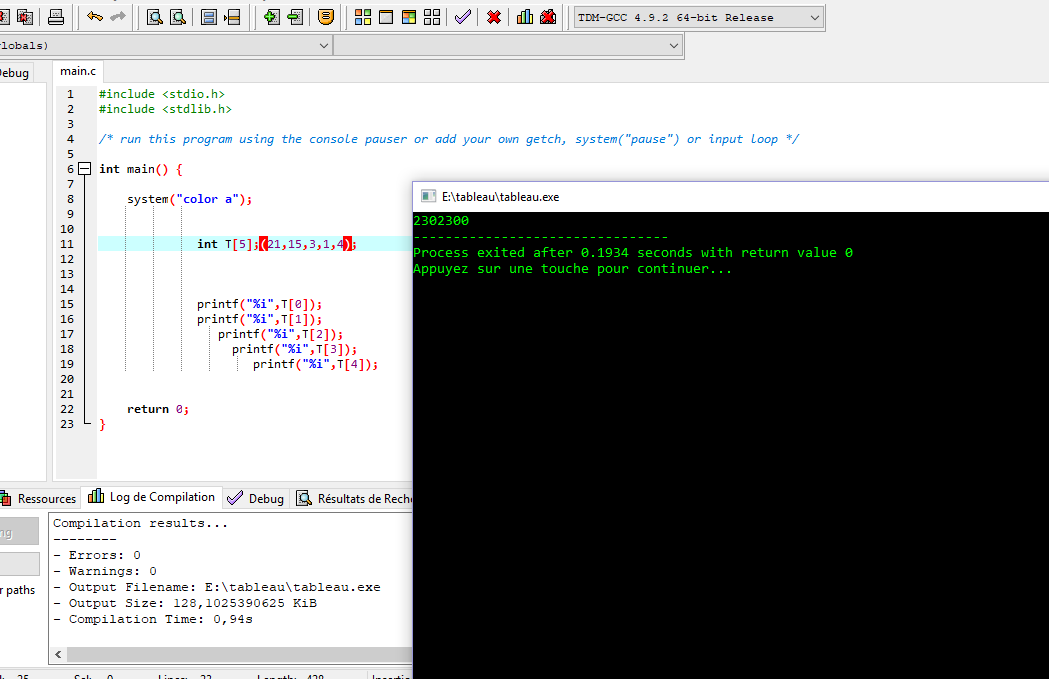 TDM-GCC 4.9.2 64-bit Release
lobals)
Debug
main.c
1 #include <stdio.h>
2 #include <stdlib.h>
3
4 /* run this program using the console pauser or add your own getch, system("pause") or input loop */
5
6 int main() {
7
8 system("color a");
9
10
11 int T[5];(21,15,3,1,4);
12
13
14
15 printf("%i",T[0]);
16 printf("%i",T[1]);
17 printf("%i",T[2]);
18 printf("%i",T[3]);
19 printf("%i",T[4]);
20
21
22 return 0;
23 }
E:\tableau\tableau.exe
2302300
--------------------------------
Process exited after 0.1934 seconds with return value 0
Appuyez sur une touche pour continuer...
Ressources
Log de Compilation
Debug
Résultats de Reche
ng
r paths
Compilation results...
--------
- Errors: 0
- Warnings: 0
- Output Filename: E:\tableau\tableau.exe
- Output Size: 128,1025390625 KiB
- Compilation Time: 0,94s